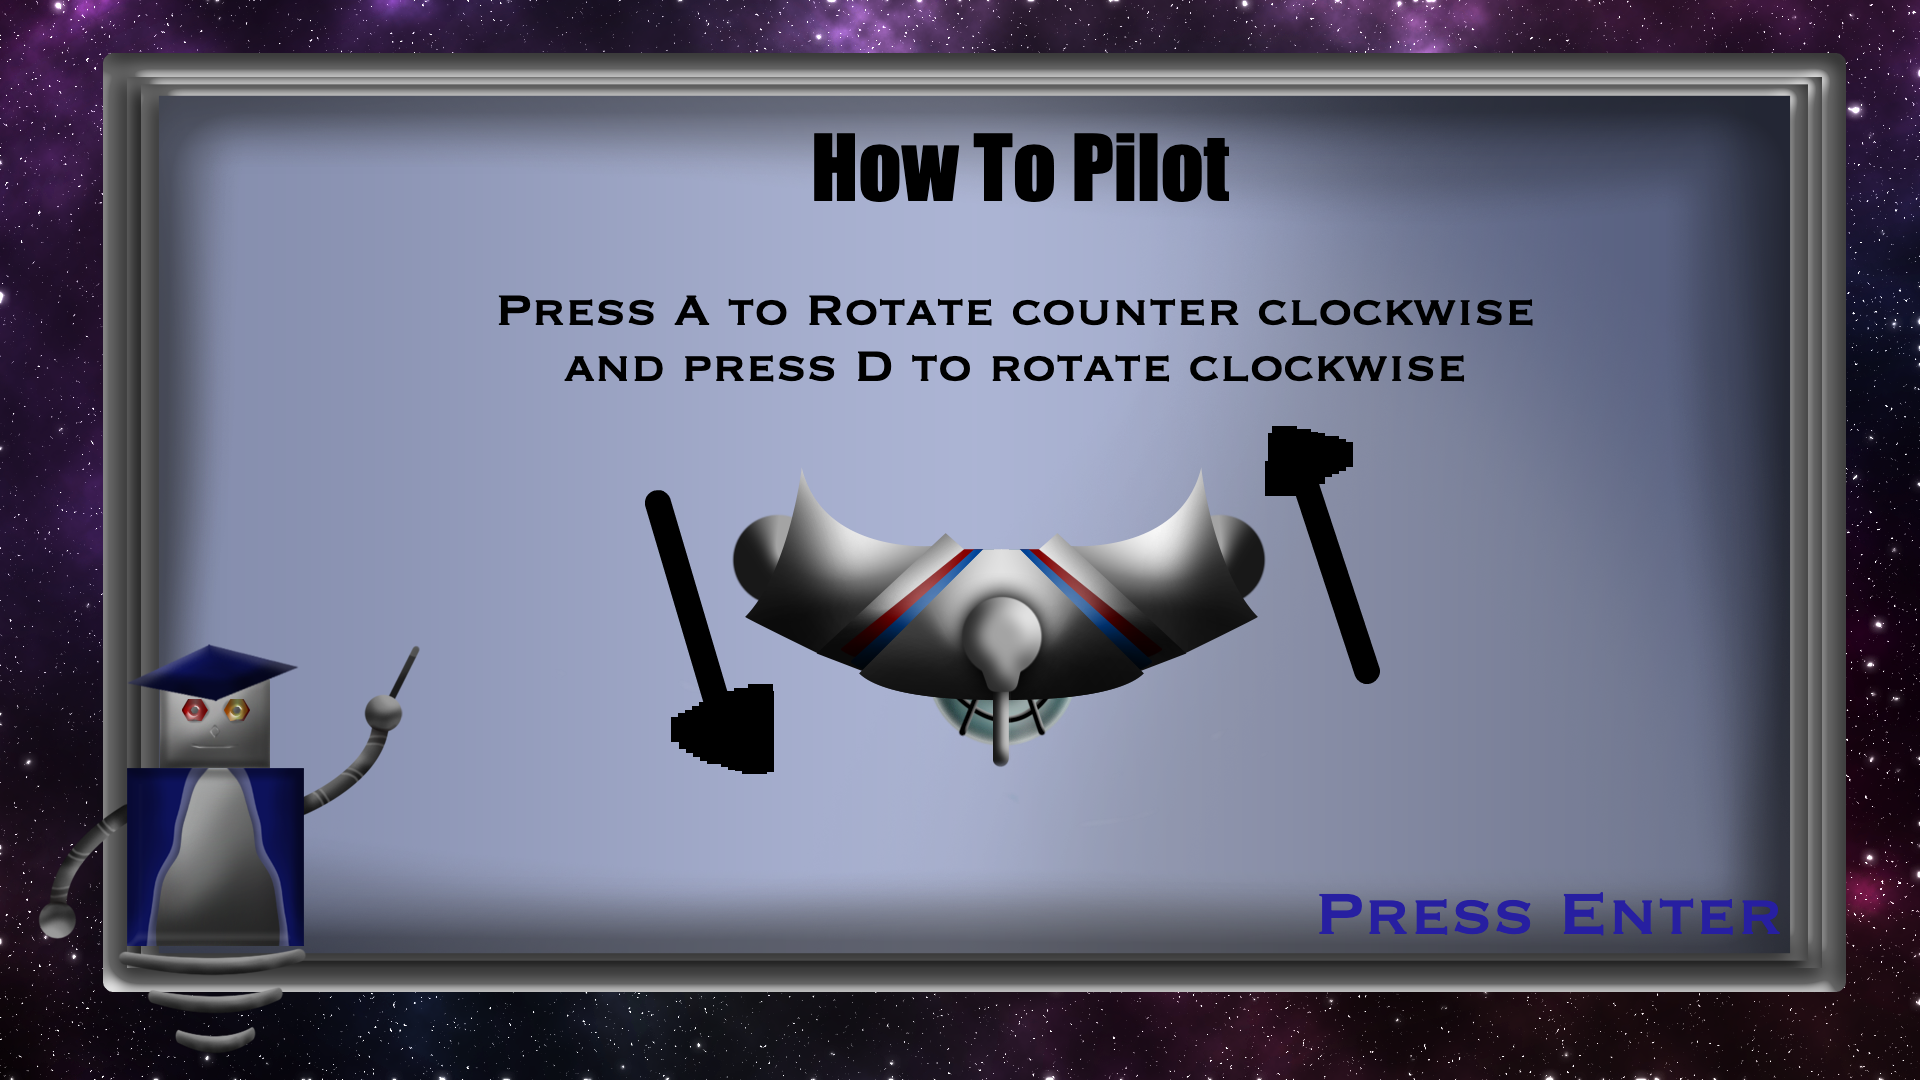 How To Pilot
Press A to Rotate counter clockwise
and press D to rotate clockwise
Press Enter